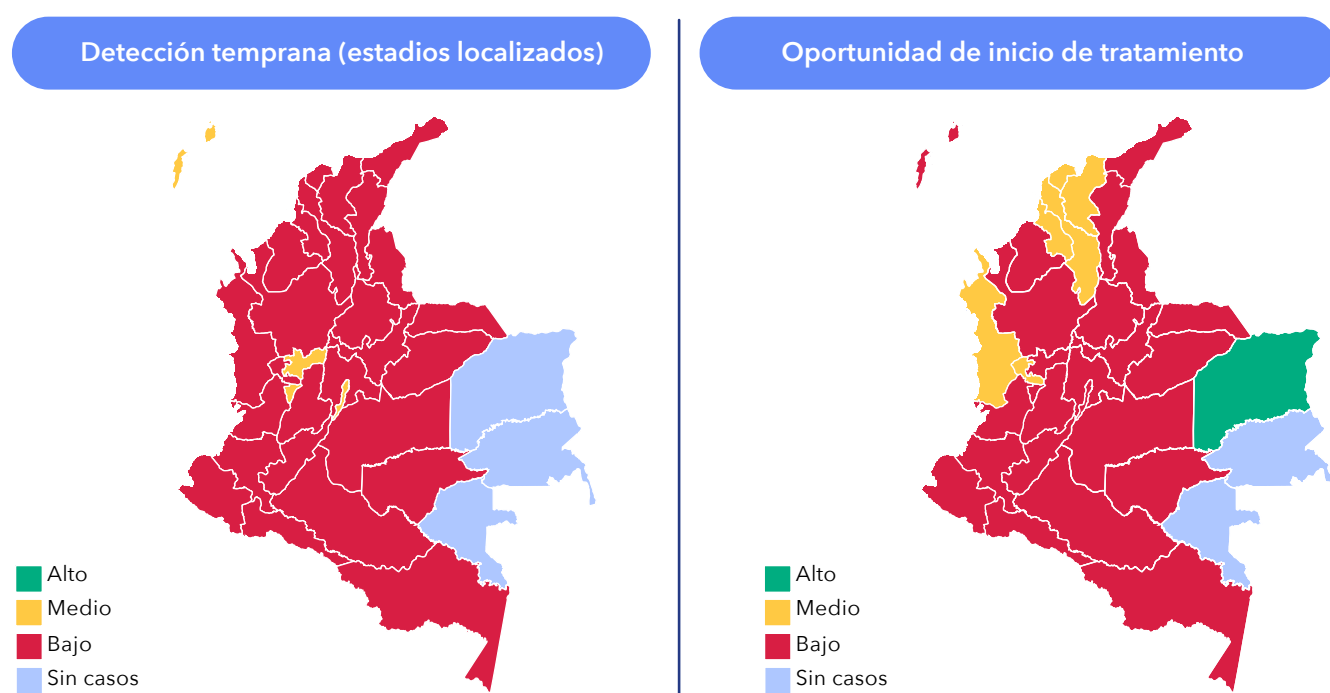 Detección temprana (estadios localizados)
Oportunidad de inicio de tratamiento
Alto
Medio
Bajo
Sin casos
Alto
Medio
Bajo
Sin casos